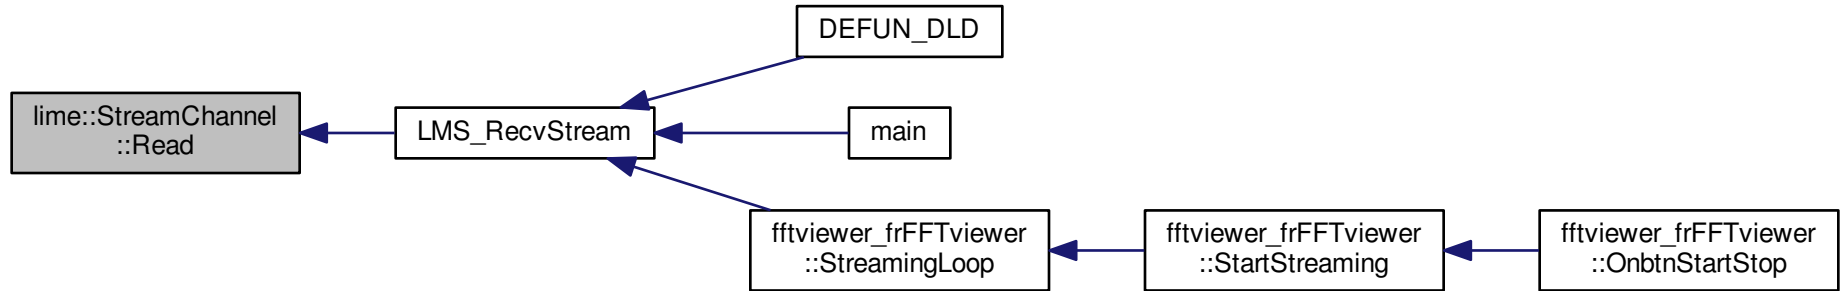 lime::StreamChannel
::Read
LMS_RecvStream
DEFUN_DLD
main
fftviewer_frFFTviewer
::StreamingLoop
fftviewer_frFFTviewer
::StartStreaming
fftviewer_frFFTviewer
::OnbtnStartStop